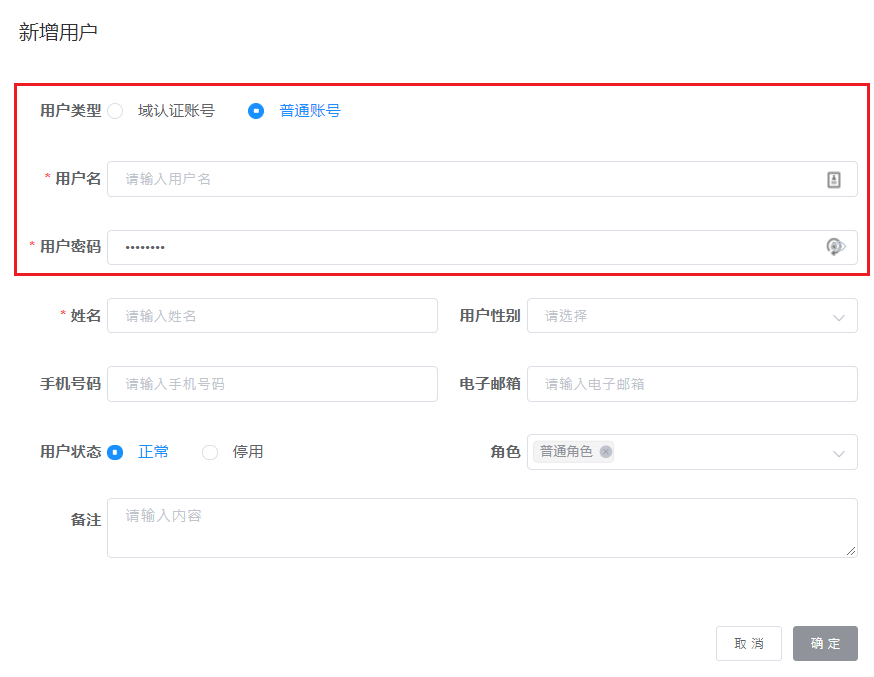 新增用户
用户类型 域认证账号 普通账号
* 用户名 请输入用户名
* 用户密码 ••••••••
* 姓名 请输入姓名 用户性别 请选择
手机号码 请输入手机号码 电子邮箱 请输入电子邮箱
用户状态 正常 停用 角色 普通角色
备注 请输入内容
取 消 确 定